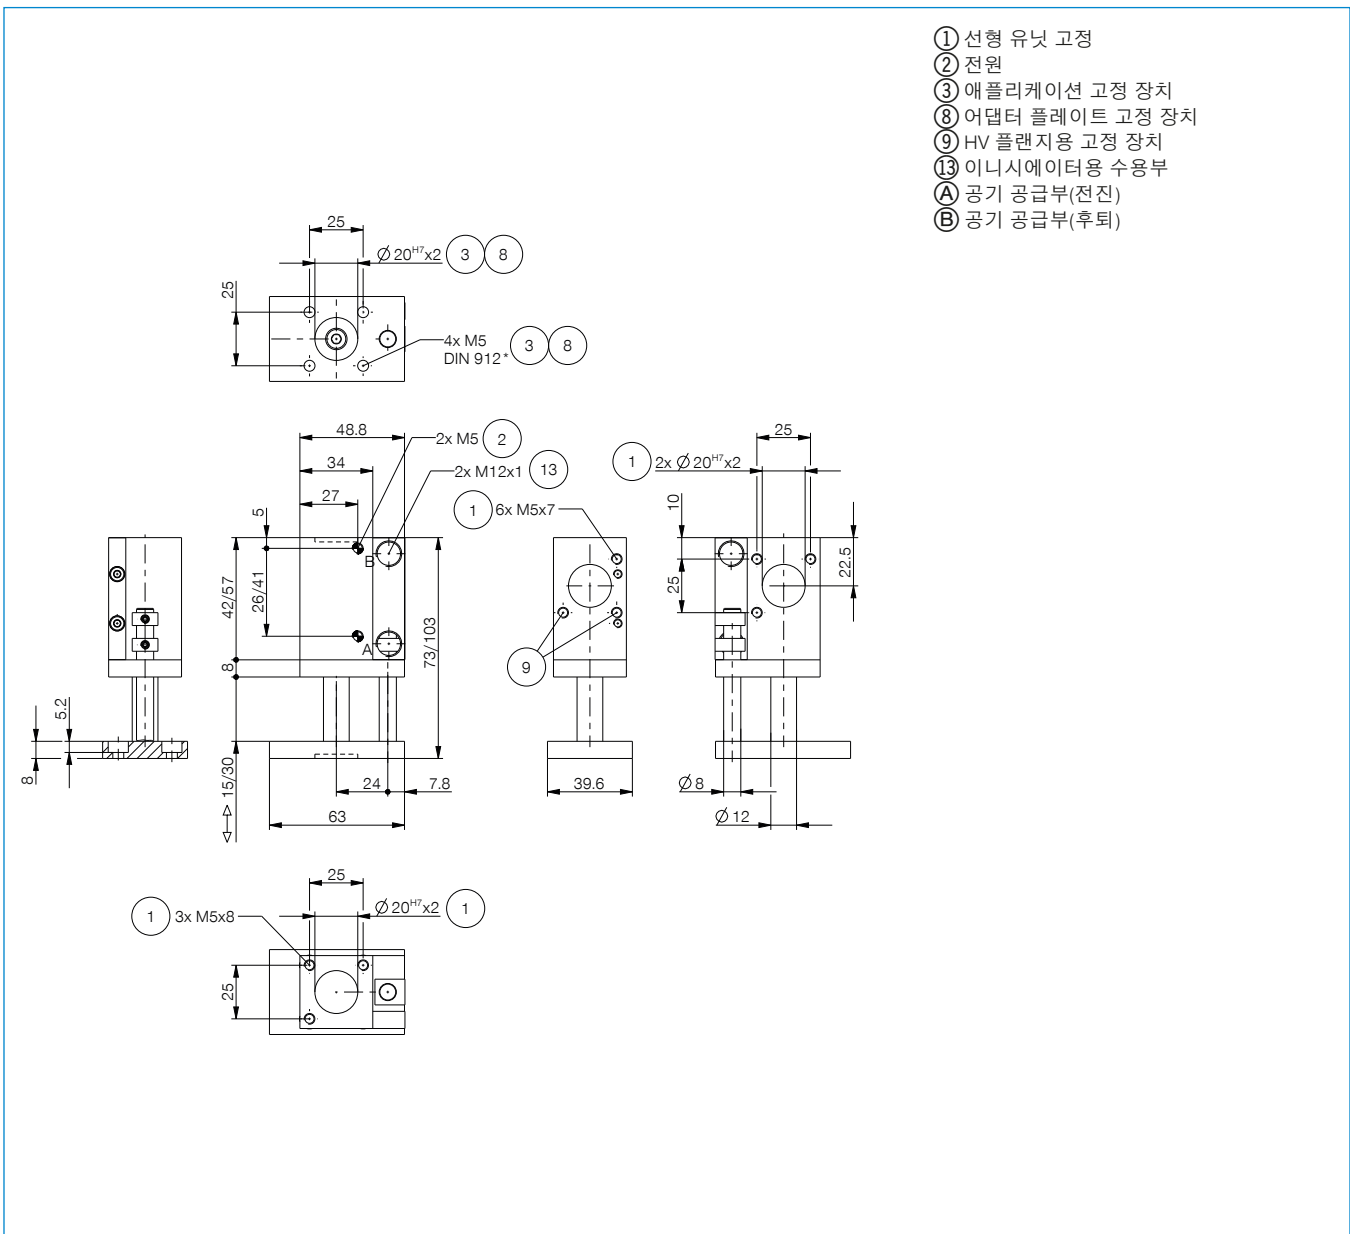 ① 선형 유닛 고정
② 전원
③ 애플리케이션 고정 장치
⑧ 어댑터 플레이트 고정 장치
⑨ HV 플랜지용 고정 장치
⑬ 이니시에이터용 수용부
Ⓐ 공기 공급부(전진)
Ⓑ 공기 공급부(후퇴)
25
Ø 20H7x2 3 8
25
4x M5
DIN 912* 3 8
48.8
2x M5 2
34
2x M12x1 13
27
5
B
42/57
26/41
A
73/103
8
15/30
24
7.8
63
5.2
8
1 6x M5x7
9
39.6
25
1 2x Ø 20H7x2
10
25
22.5
Ø 8
Ø 12
25
1 3x M5x8
Ø 20H7x2 1
25